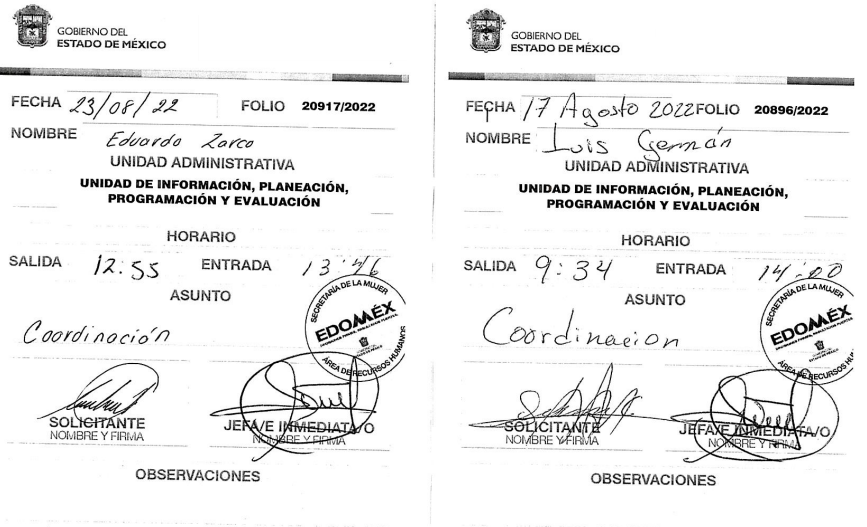 GOBIERNO DEL
ESTADO DE MÉXICO
FECHA 23/08/22 FOLIO 20917/2022
NOMBRE Eduardo Zarco
UNIDAD ADMINISTRATIVA
UNIDAD DE INFORMACIÓN, PLANEACIÓN,
PROGRAMACIÓN Y EVALUACIÓN
HORARIO
SALIDA 12:55 ENTRADA 13:46
ASUNTO
Coordinación
SECRETARÍA DE LA MUJER
EDOMÉX
ÁREA DE RECURSOS HUMANOS
SOLICITANTE JEFA/E INMEDIATA/O
NOMBRE Y FIRMA NOMBRE Y FIRMA
OBSERVACIONES
GOBIERNO DEL
ESTADO DE MÉXICO
FECHA 17 Agosto 2022 FOLIO 20896/2022
NOMBRE Luis Germán
UNIDAD ADMINISTRATIVA
UNIDAD DE INFORMACIÓN, PLANEACIÓN,
PROGRAMACIÓN Y EVALUACIÓN
HORARIO
SALIDA 9:34 ENTRADA 14:00
ASUNTO
Coordinacion
SECRETARÍA DE LA MUJER
EDOMÉX
ÁREA DE RECURSOS HU
SOLICITANTE JEFA/E INMEDIATA/O
NOMBRE Y FIRMA NOMBRE Y FIRMA
OBSERVACIONES